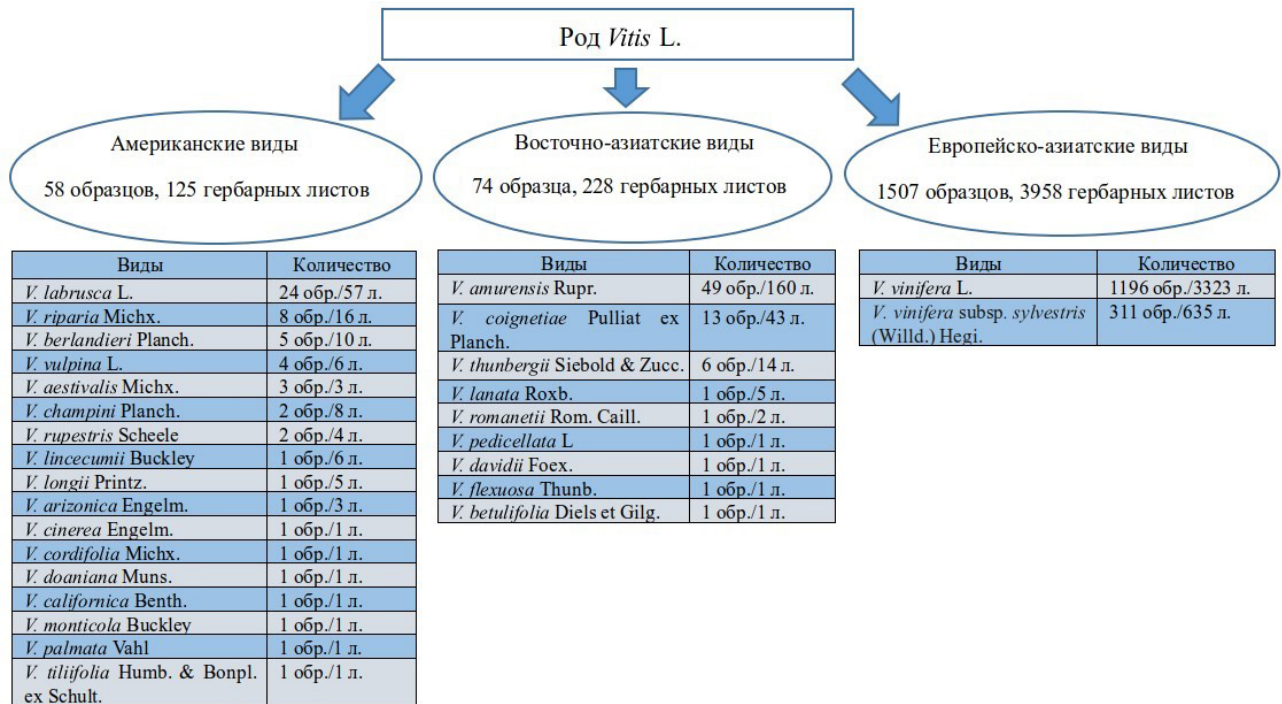 Род Vitis L.
Американские виды
58 образцов, 125 гербарных листов
Восточно-азиатские виды
74 образца, 228 гербарных листов
Европейско-азиатские виды
1507 образцов, 3958 гербарных листов
Виды Количество
V. labrusca L. 24 обр./57 л.
V. riparia Michx. 8 обр./16 л.
V. berlandieri Planch. 5 обр./10 л.
V. vulpina L. 4 обр./6 л.
V. aestivalis Michx. 3 обр./3 л.
V. champini Planch. 2 обр./8 л.
V. rupestris Scheele 2 обр./4 л.
V. lincecumii Buckley 1 обр./6 л.
V. longii Printz. 1 обр./5 л.
V. arizonica Engelm. 1 обр./3 л.
V. cinerea Engelm. 1 обр./1 л.
V. cordifolia Michx. 1 обр./1 л.
V. doaniana Muns. 1 обр./1 л.
V. californica Benth. 1 обр./1 л.
V. monticola Buckley 1 обр./1 л.
V. palmata Vahl 1 обр./1 л.
V. tiliifolia Humb. & Bonpl. 1 обр./1 л.
ex Schult.
Виды Количество
V. amurensis Rupr. 49 обр./160 л.
V. coignetiae Pulliat ex 13 обр./43 л.
Planch.
V. thunbergii Siebold & Zucc. 6 обр./14 л.
V. lanata Roxb. 1 обр./5 л.
V. romanetii Rom. Caill. 1 обр./2 л.
V. pedicellata L 1 обр./1 л.
V. davidii Foex. 1 обр./1 л.
V. flexuosa Thunb. 1 обр./1 л.
V. betulifolia Diels et Gilg. 1 обр./1 л.
Виды Количество
V. vinifera L. 1196 обр./3323 л.
V. vinifera subsp. sylvestris 311 обр./635 л.
(Willd.) Hegi.